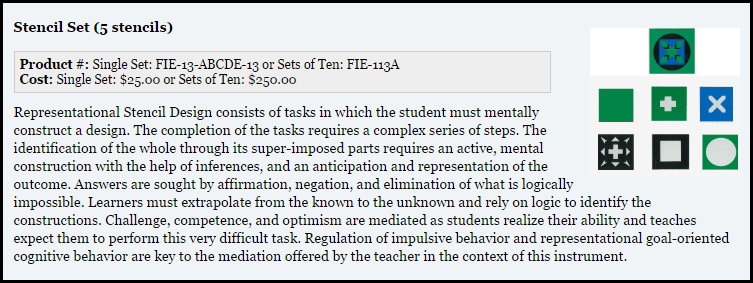 Stencil Set (5 stencils)
Product #: Single Set: FIE-13-ABCDE-13 or Sets of Ten: FIE-113A
Cost: Single Set: $25.00 or Sets of Ten: $250.00
Representational Stencil Design consists of tasks in which the student must mentally
construct a design. The completion of the tasks requires a complex series of steps. The
identification of the whole through its super-imposed parts requires an active, mental
construction with the help of inferences, and an anticipation and representation of the
outcome. Answers are sought by affirmation, negation, and elimination of what is logically
impossible. Learners must extrapolate from the known to the unknown and rely on logic to identify the
constructions. Challenge, competence, and optimism are mediated as students realize their ability and teaches
expect them to perform this very difficult task. Regulation of impulsive behavior and representational goal-oriented
cognitive behavior are key to the mediation offered by the teacher in the context of this instrument.